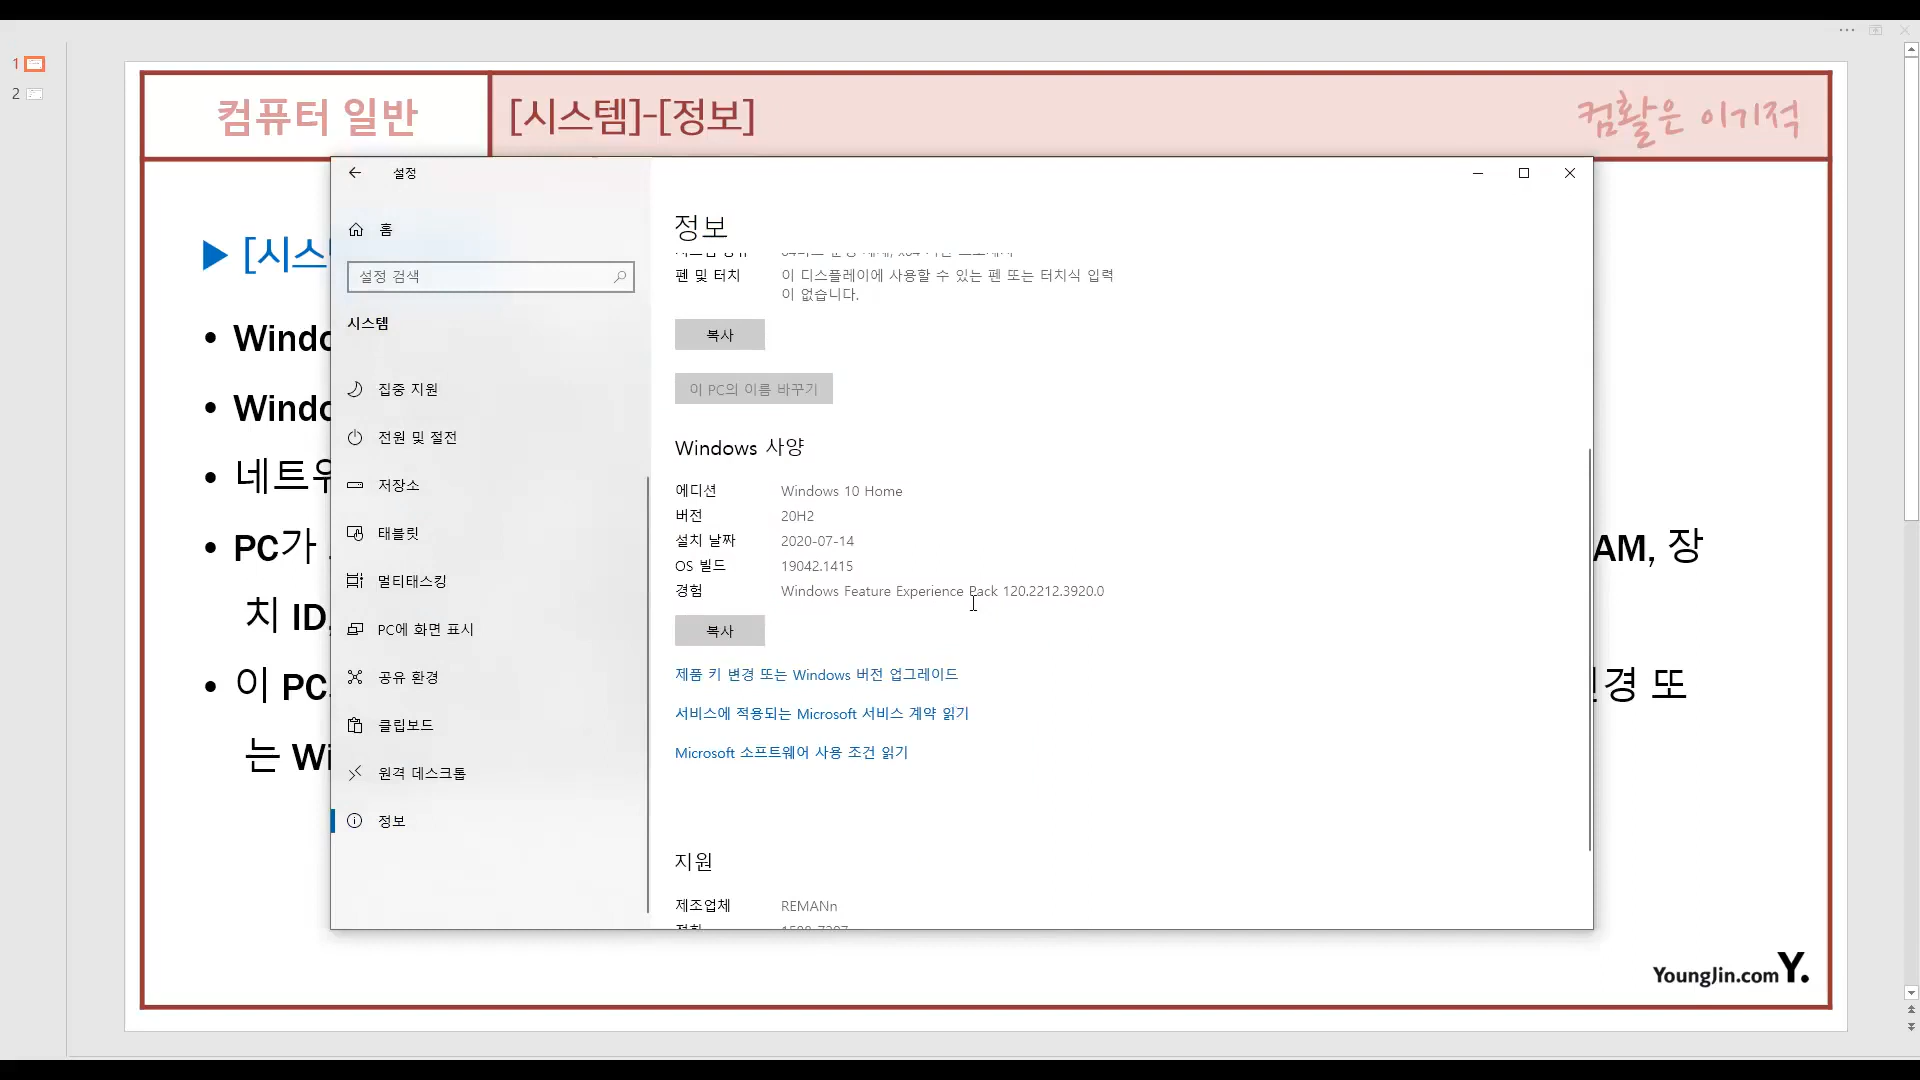 1
2
컴퓨터 일반
[시스템]-[정보]
컴활은 이기적
▶ [시스
• Windo
• Windo
• 네트워
• PC가
AM, 장
치 ID,
• 이 PC
변경 또
는 Wi
설정
홈
설정 검색
시스템
집중 지원
전원 및 절전
저장소
태블릿
멀티태스킹
PC에 화면 표시
공유 환경
클립보드
원격 데스크톱
정보
정보
펜 및 터치 이 디스플레이에 사용할 수 있는 펜 또는 터치식 입력
이 없습니다.
복사
이 PC의 이름 바꾸기
Windows 사양
에디션 Windows 10 Home
버전 20H2
설치 날짜 2020-07-14
OS 빌드 19042.1415
경험 Windows Feature Experience Pack 120.2212.3920.0
복사
제품 키 변경 또는 Windows 버전 업그레이드
서비스에 적용되는 Microsoft 서비스 계약 읽기
Microsoft 소프트웨어 사용 조건 읽기
지원
제조업체 REMANn
YoungJin.com Y.